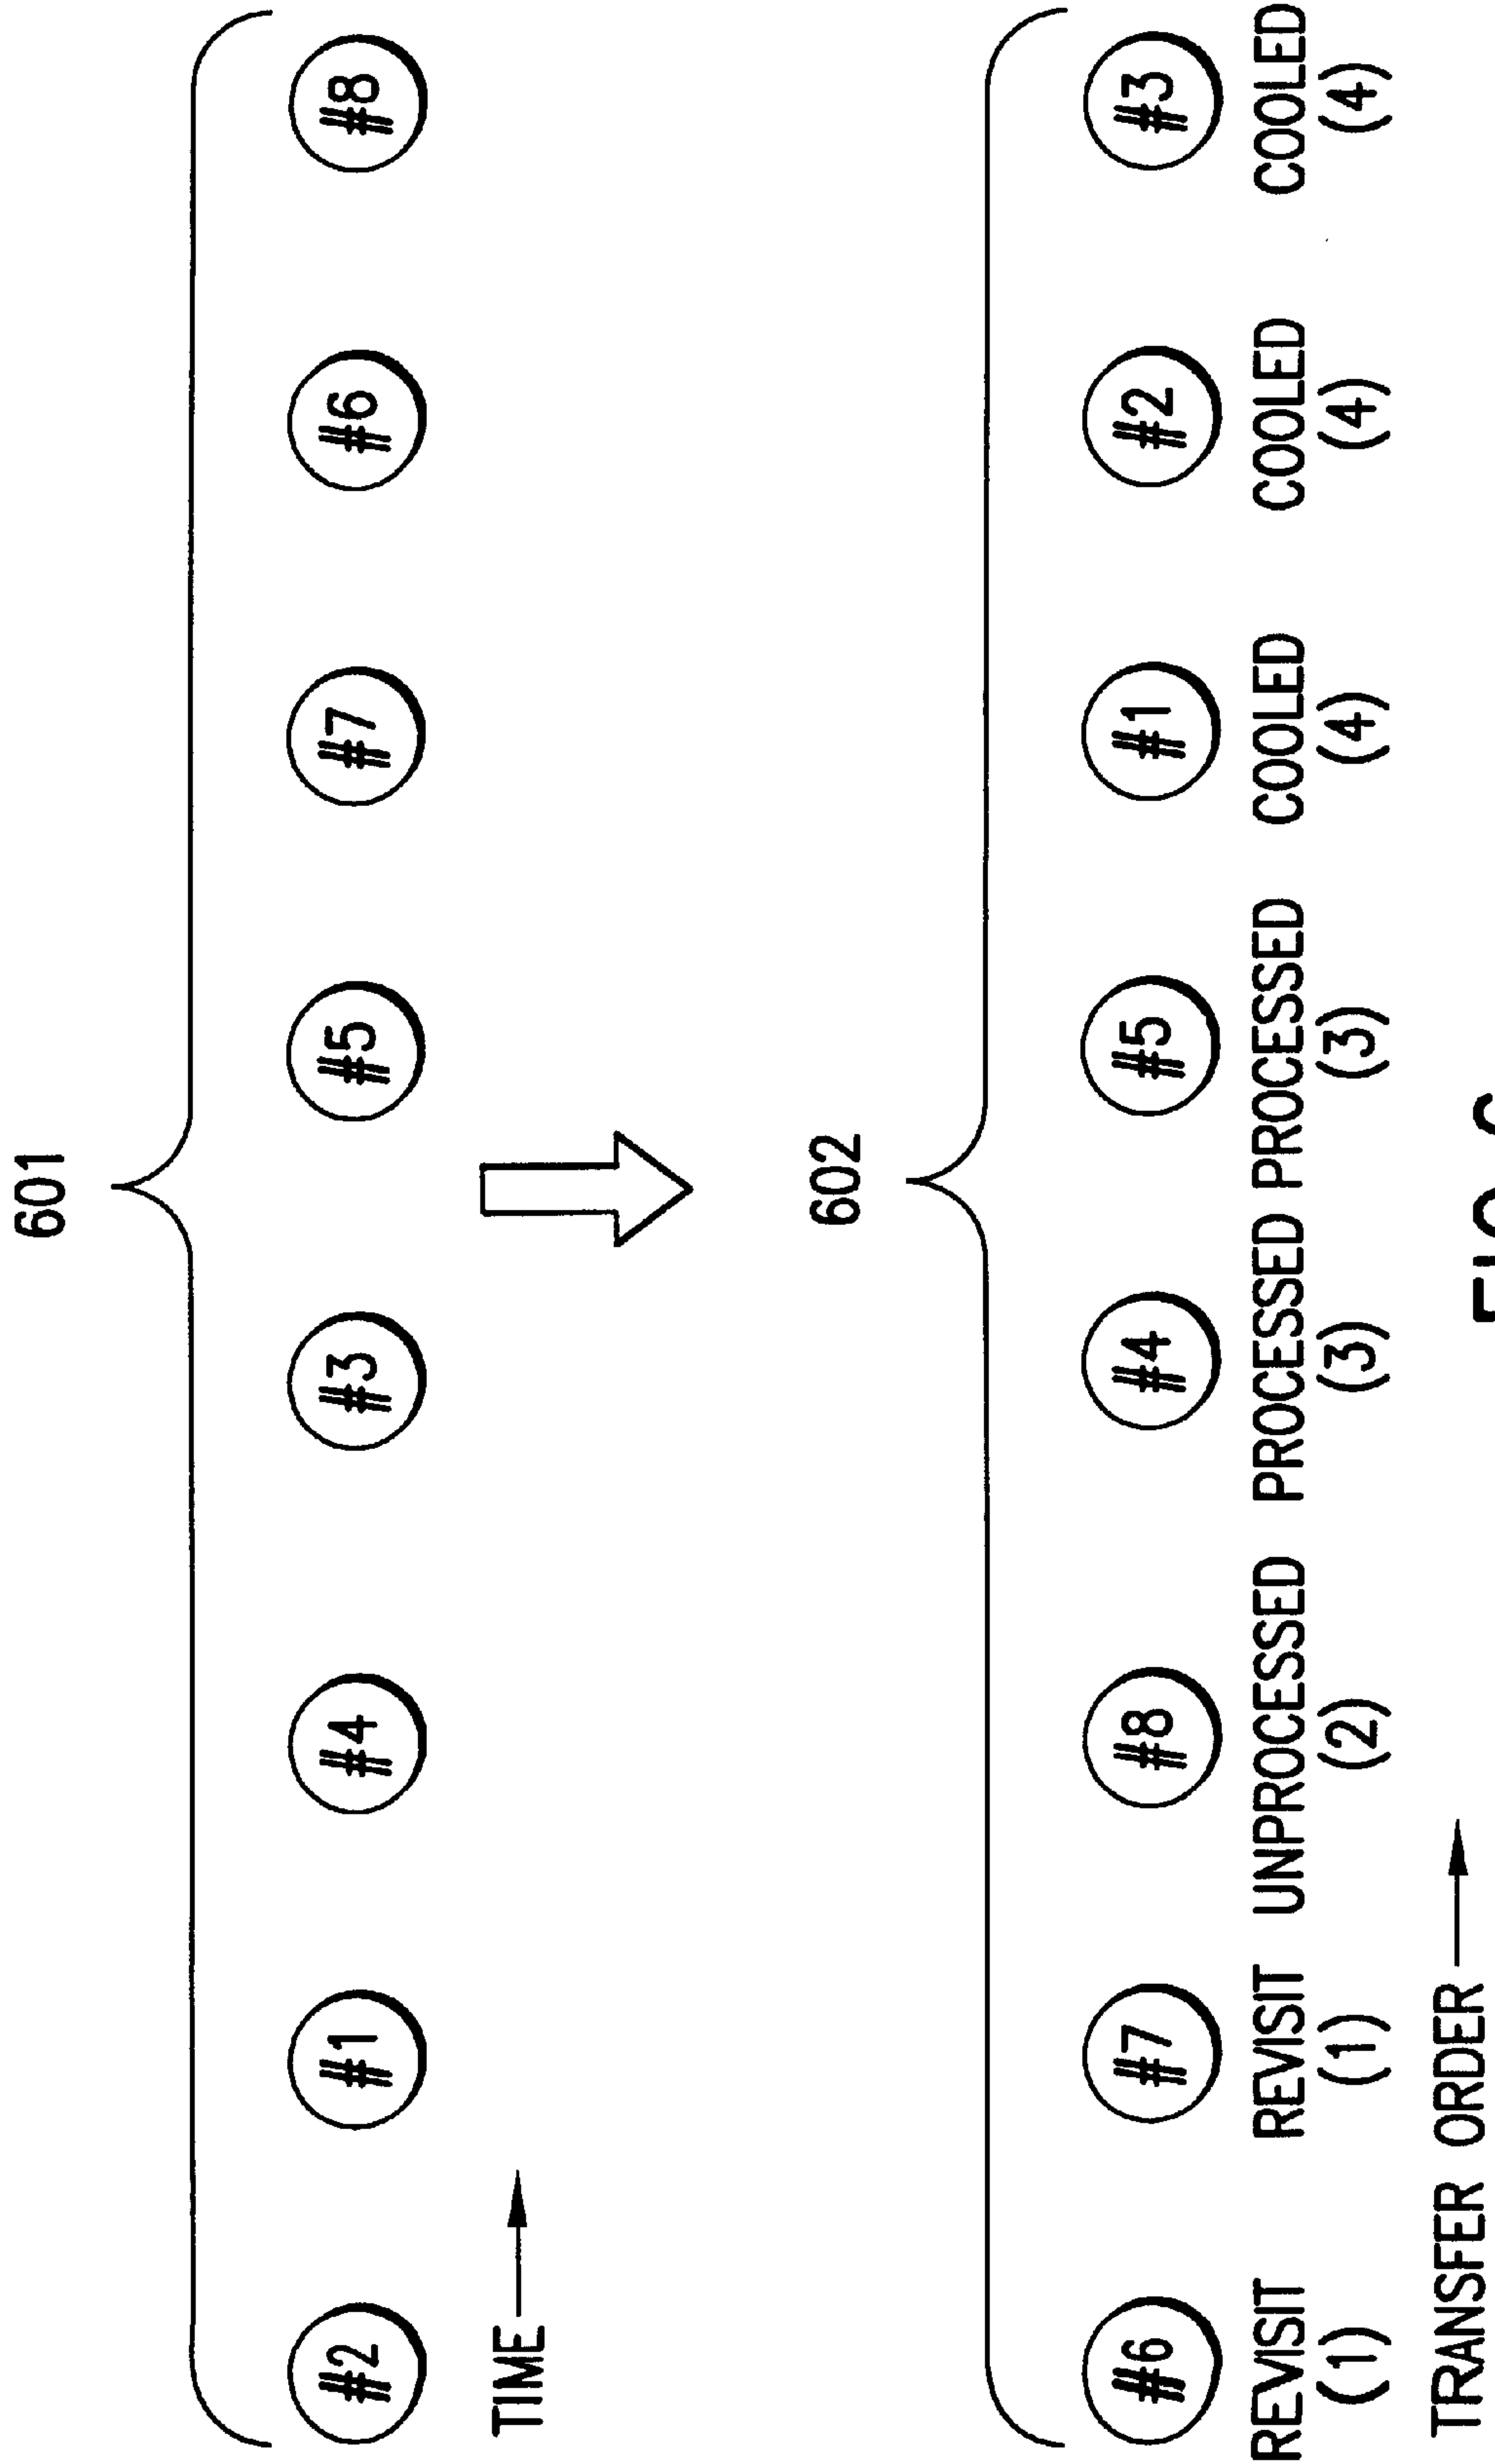 601
#2 #1 #4 #3 #5 #7 #6 #8
TIME
602
#6 #7 #8 #4 #5 #1 #2 #3
REVISIT REVISIT UNPROCESSED PROCESSED PROCESSED COOLED COOLED COOLED
(1) (1) (2) (3) (3) (4) (4) (4)
TRANSFER ORDER